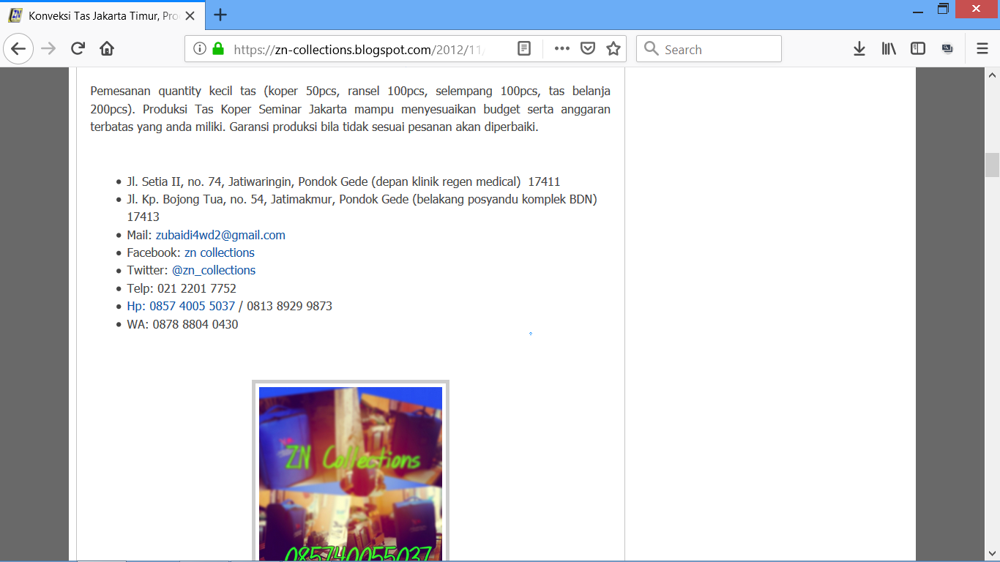 Konveksi Tas Jakarta Timur, Pro
https://zn-collections.blogspot.com/2012/11/
Search
Pemesanan quantity kecil tas (koper 50pcs, ransel 100pcs, selempang 100pcs, tas belanja
200pcs). Produksi Tas Koper Seminar Jakarta mampu menyesuaikan budget serta anggaran
terbatas yang anda miliki. Garansi produksi bila tidak sesuai pesanan akan diperbaiki.
Jl. Setia II, no. 74, Jatiwaringin, Pondok Gede (depan klinik regen medical) 17411
Jl. Kp. Bojong Tua, no. 54, Jatimakmur, Pondok Gede (belakang posyandu komplek BDN)
17413
Mail: zubaidi4wd2@gmail.com
Facebook: zn collections
Twitter: @zn_collections
Telp: 021 2201 7752
Hp: 0857 4005 5037 / 0813 8929 9873
WA: 0878 8804 0430
ZN Collections
085740055037